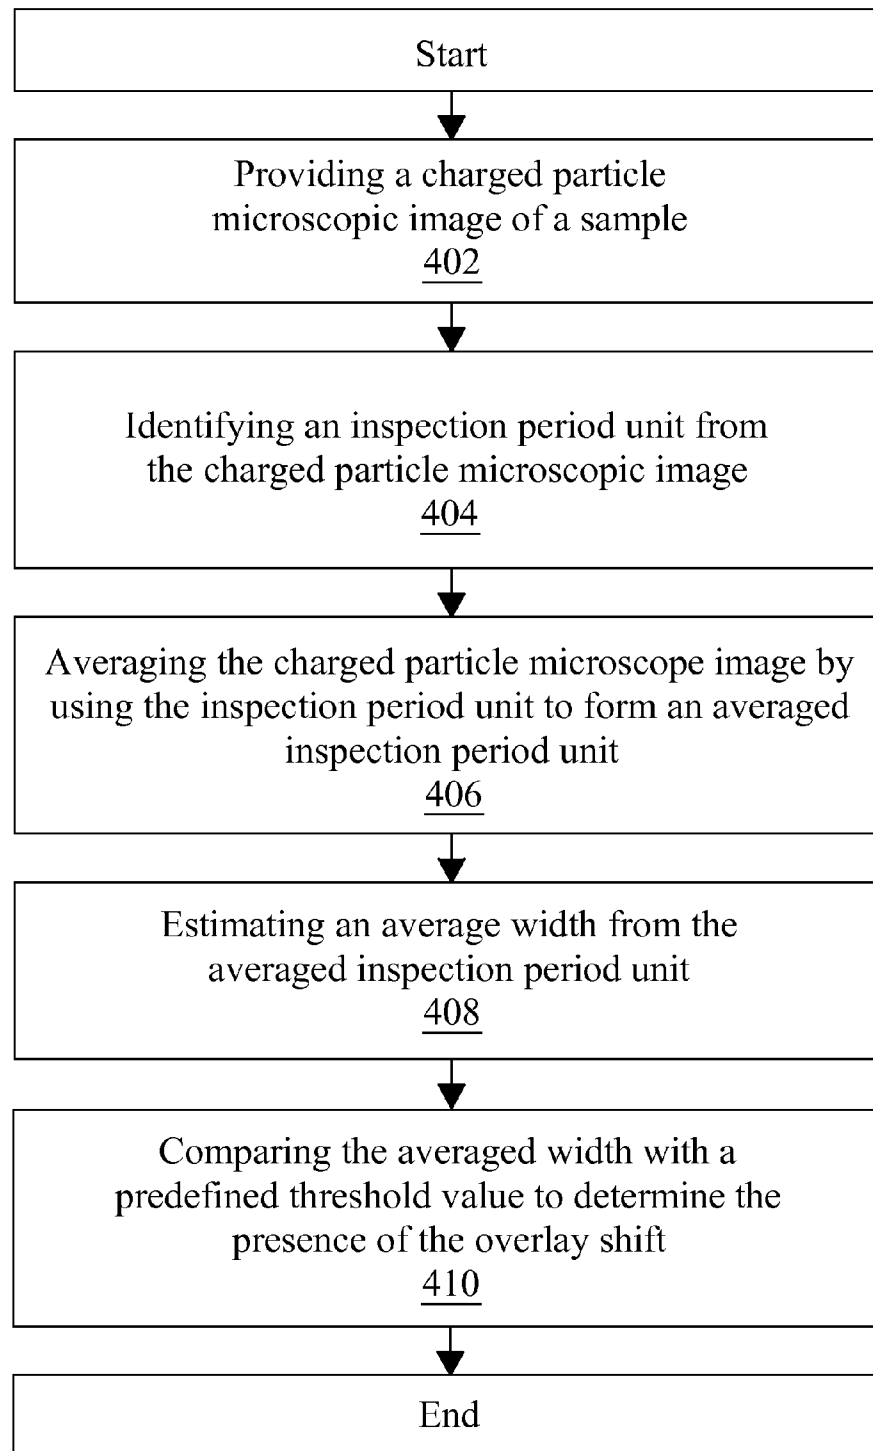 Start
Providing a charged particle
microscopic image of a sample
402
Identifying an inspection period unit from
the charged particle microscopic image
404
Averaging the charged particle microscope image by
using the inspection period unit to form an averaged
inspection period unit
406
Estimating an average width from the
averaged inspection period unit
408
Comparing the averaged width with a
predefined threshold value to determine the
presence of the overlay shift
410
End